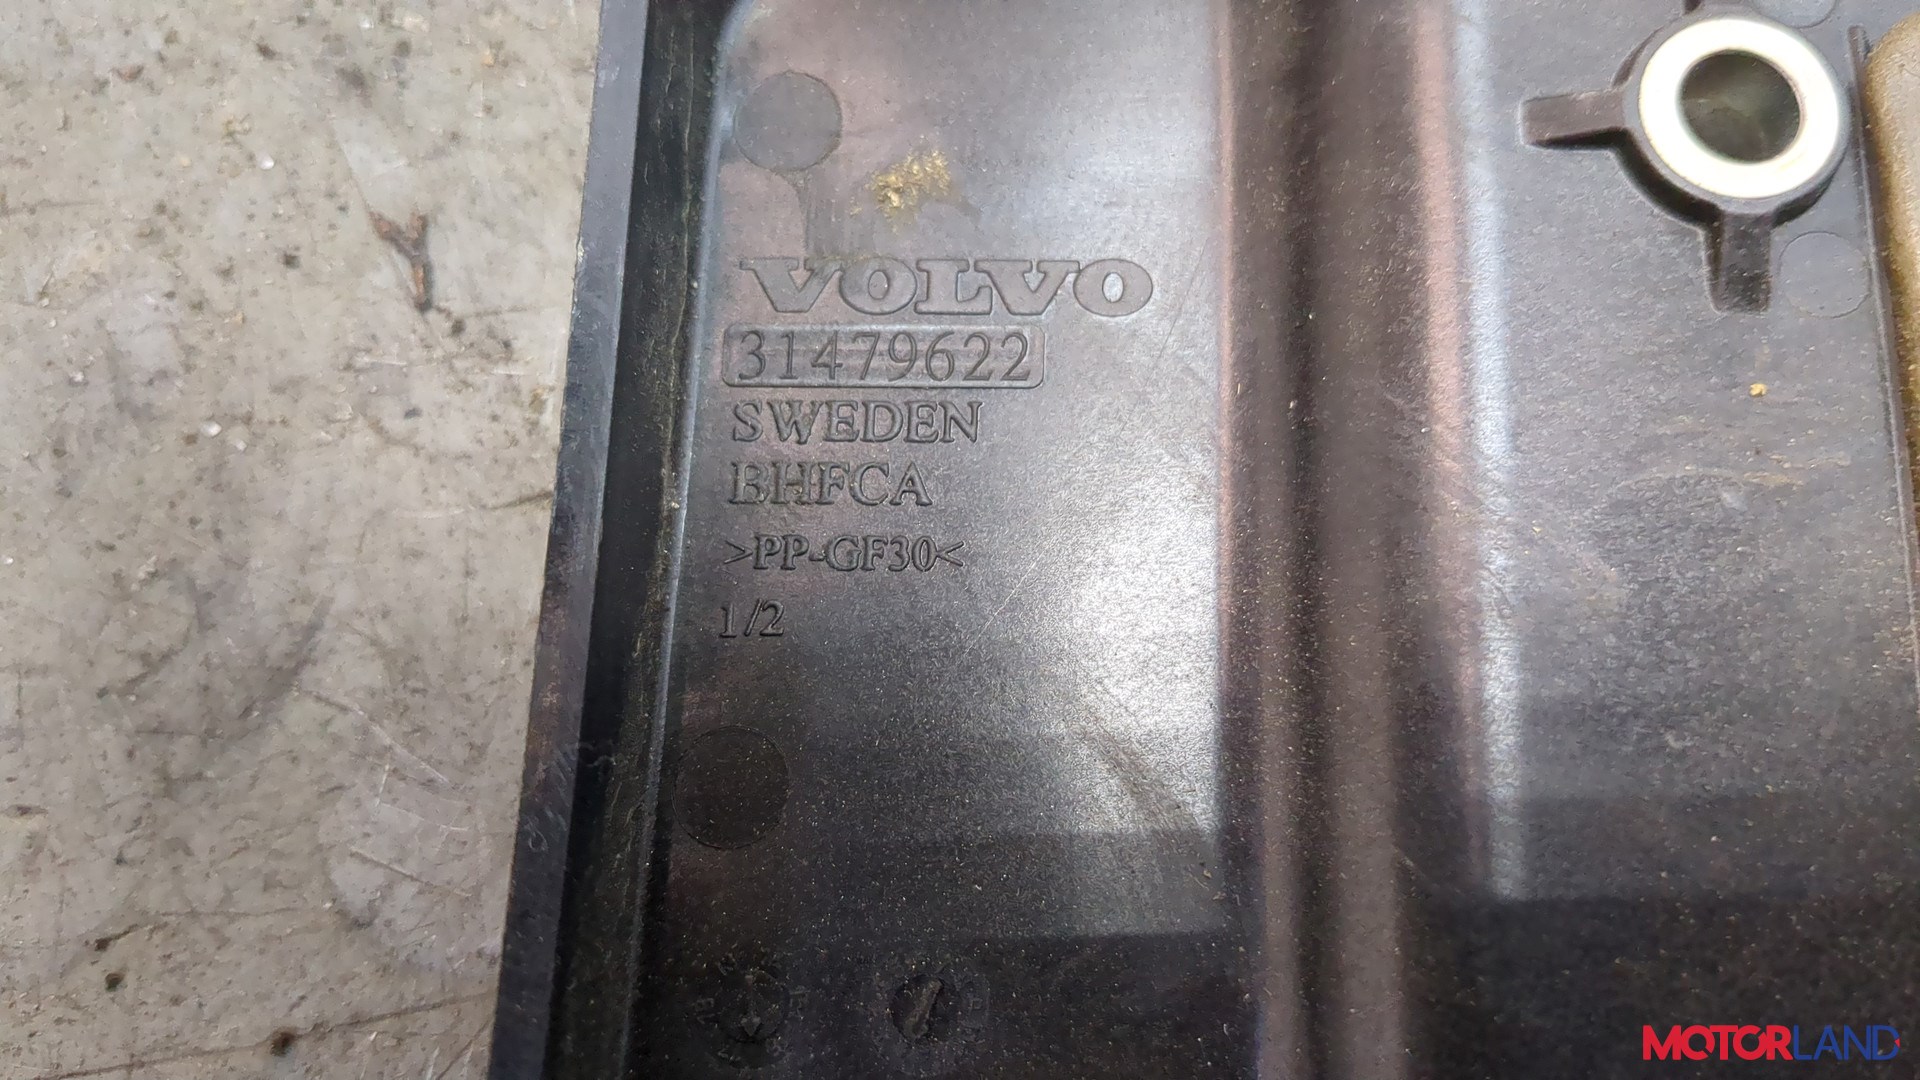 VOLVO
31479622
SWEDEN
BHFCA
>PP-GF30<
1/2
MOTORLAND